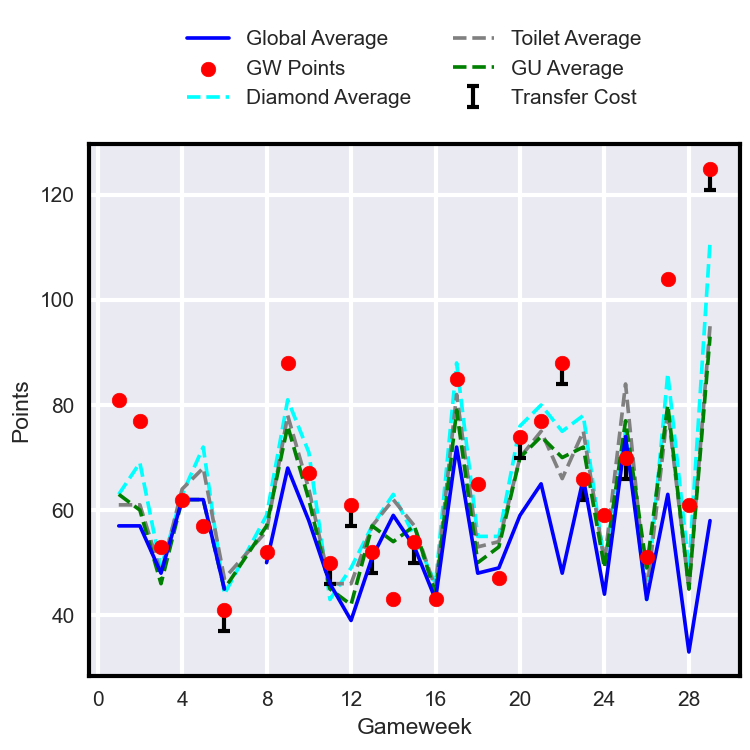 Global Average
GW Points
Diamond Average
Toilet Average
GU Average
Transfer Cost
120
100
80
60
40
Points
0 4 8 12 16 20 24 28
Gameweek